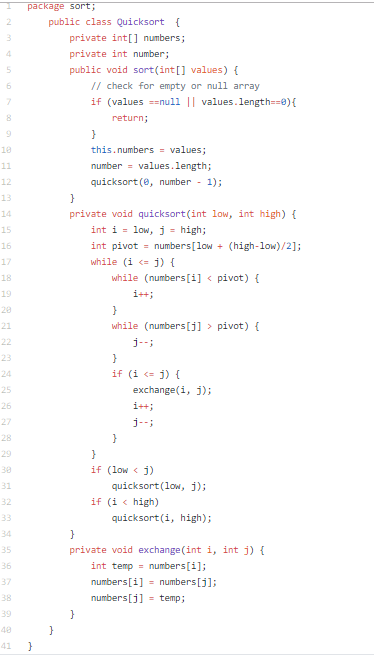 1 package sort;
2 public class Quicksort {
3 private int[] numbers;
4 private int number;
5 public void sort(int[] values) {
6 // check for empty or null array
7 if (values ==null || values.length==0){
8 return;
9 }
10 this.numbers = values;
11 number = values.length;
12 quicksort(0, number - 1);
13 }
14 private void quicksort(int low, int high) {
15 int i = low, j = high;
16 int pivot = numbers[low + (high-low)/2];
17 while (i <= j) {
18 while (numbers[i] < pivot) {
19 i++;
20 }
21 while (numbers[j] > pivot) {
22 j--;
23 }
24 if (i <= j) {
25 exchange(i, j);
26 i++;
27 j--;
28 }
29 }
30 if (low < j)
31 quicksort(low, j);
32 if (i < high)
33 quicksort(i, high);
34 }
35 private void exchange(int i, int j) {
36 int temp = numbers[i];
37 numbers[i] = numbers[j];
38 numbers[j] = temp;
39 }
40 }
41 }